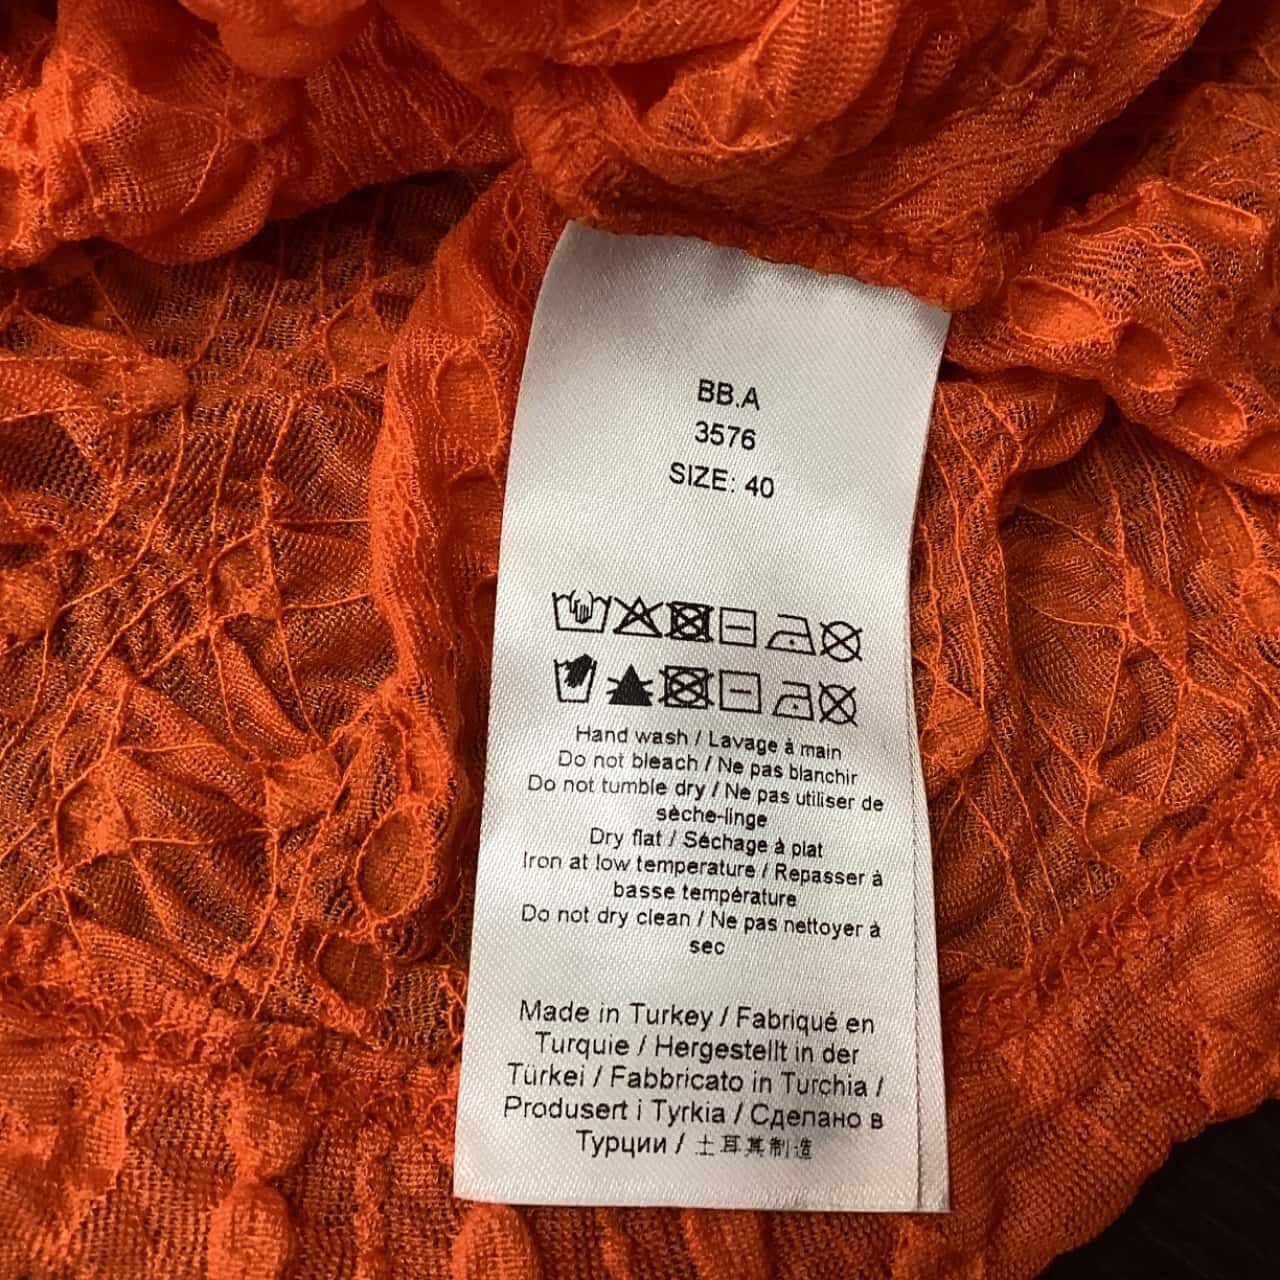 BB.A
3576
SIZE: 40
Hand wash / Lavage à main
Do not bleach / Ne pas blanchir
Do not tumble dry / Ne pas utiliser de
sèche-linge
Dry flat / Séchage à plat
Iron at low temperature / Repasser à
basse température
Do not dry clean / Ne pas nettoyer à
sec
Made in Turkey / Fabriqué en
Turquie / Hergestellt in der
Türkei / Fabbricato in Turchia /
Produsert i Tyrkia / Сделано в
Турции / 土耳其制造